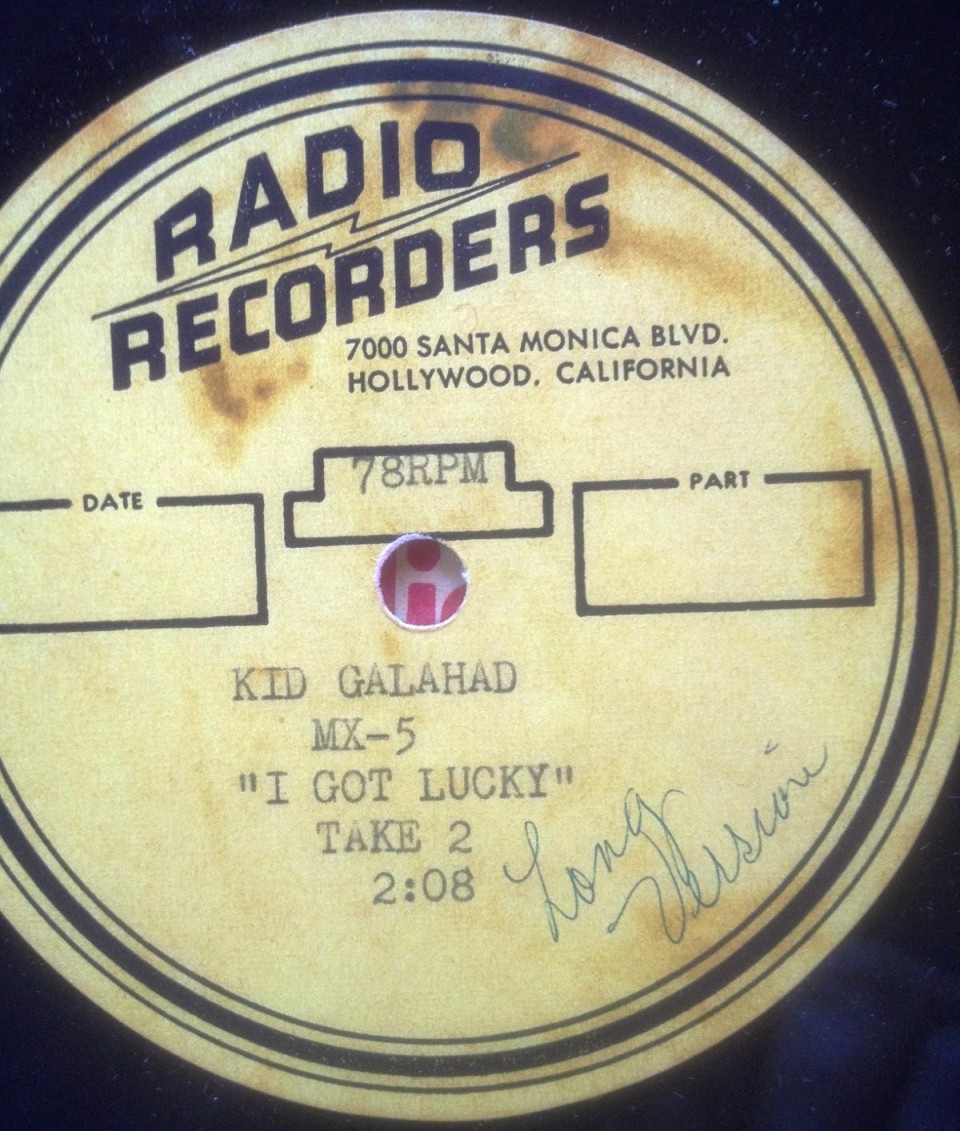 RADIO
RECORDERS
7000 SANTA MONICA BLVD.
HOLLYWOOD, CALIFORNIA
78RPM
DATE
PART
KID GALAHAD
MX-5
"I GOT LUCKY"
TAKE 2
2:08
Long
Version